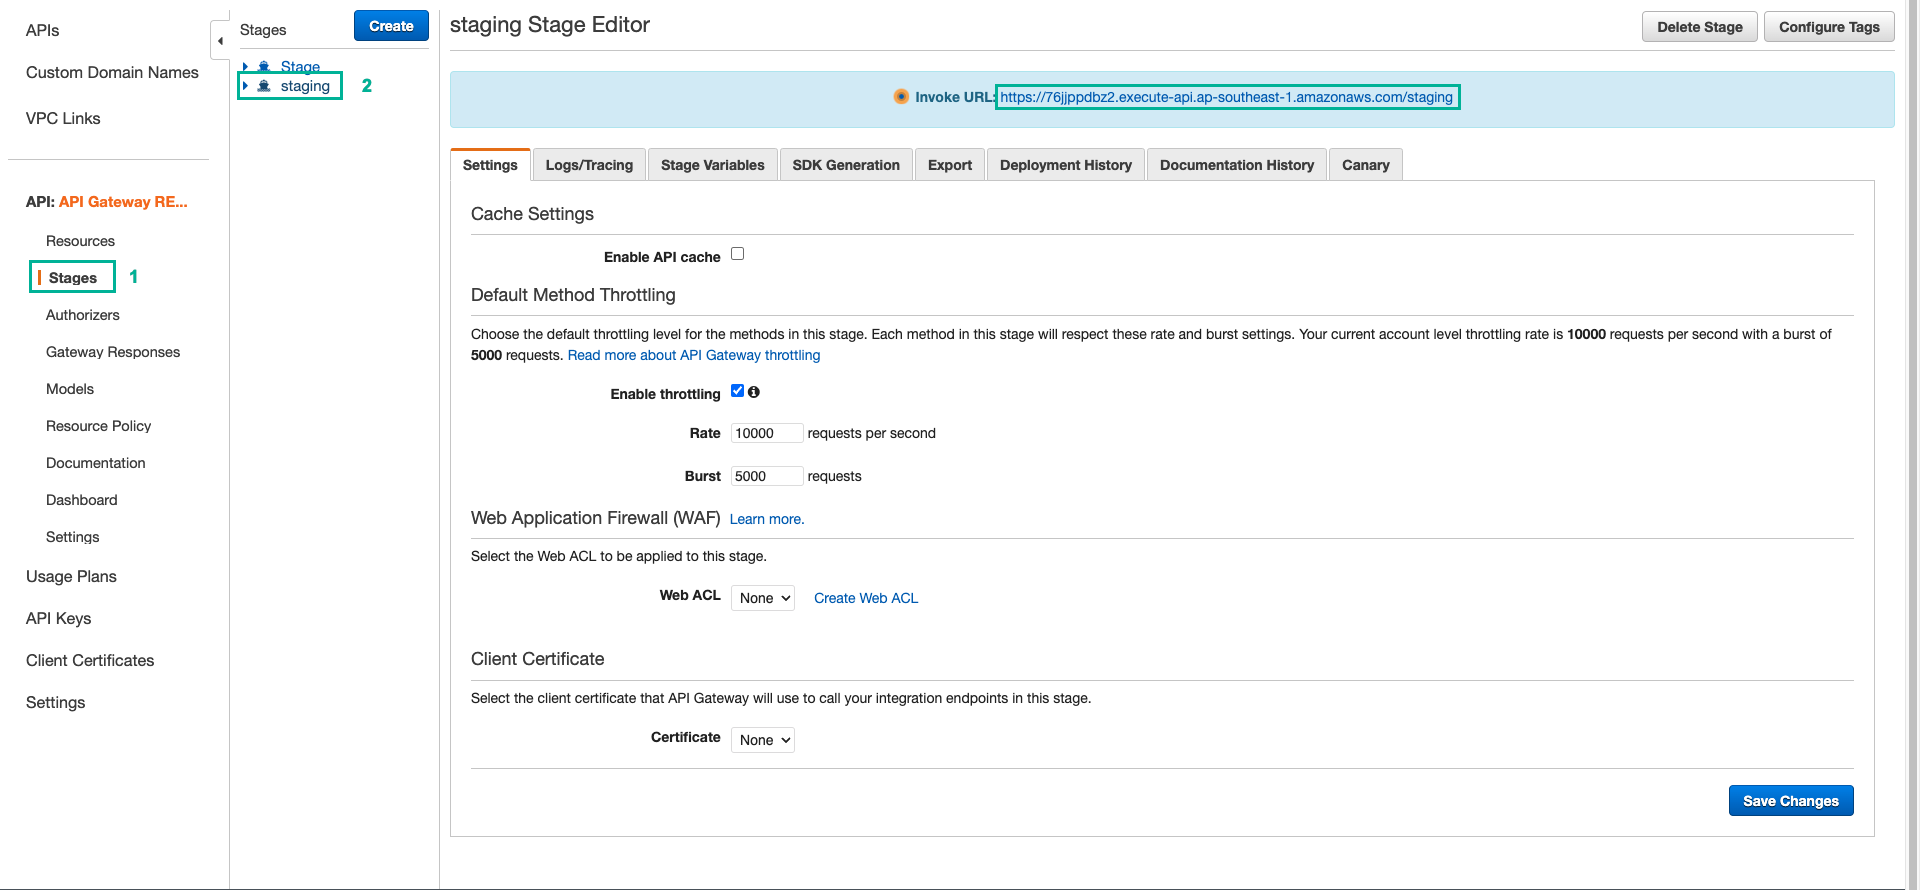 APIs
Custom Domain Names
VPC Links
API: API Gateway RE...
Resources
Stages 1
Authorizers
Gateway Responses
Models
Resource Policy
Documentation
Dashboard
Settings
Usage Plans
API Keys
Client Certificates
Settings
Stages Create
Stage
staging 2
staging Stage Editor Delete Stage Configure Tags
Invoke URL: https://76jjppdbz2.execute-api.ap-southeast-1.amazonaws.com/staging
Settings Logs/Tracing Stage Variables SDK Generation Export Deployment History Documentation History Canary
Cache Settings
Enable API cache
Default Method Throttling
Choose the default throttling level for the methods in this stage. Each method in this stage will respect these rate and burst settings. Your current account level throttling rate is 10000 requests per second with a burst of
5000 requests. Read more about API Gateway throttling
Enable throttling
Rate 10000 requests per second
Burst 5000 requests
Web Application Firewall (WAF) Learn more.
Select the Web ACL to be applied to this stage.
Web ACL None Create Web ACL
Client Certificate
Select the client certificate that API Gateway will use to call your integration endpoints in this stage.
Certificate None
Save Changes